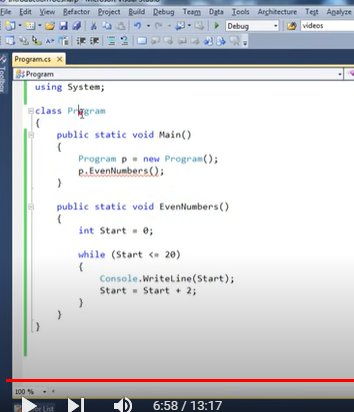 File Edit View Refactor Project Build Debug Team Data Tools Architecture Test Analyze
Debug videos
Program.cs
Program
using System;
class Program
{
public static void Main()
{
Program p = new Program();
p.EvenNumbers();
}
public static void EvenNumbers()
{
int Start = 0;
while (Start <= 20)
{
Console.WriteLine(Start);
Start = Start + 2;
}
}
}
100 %
6:58 / 13:17